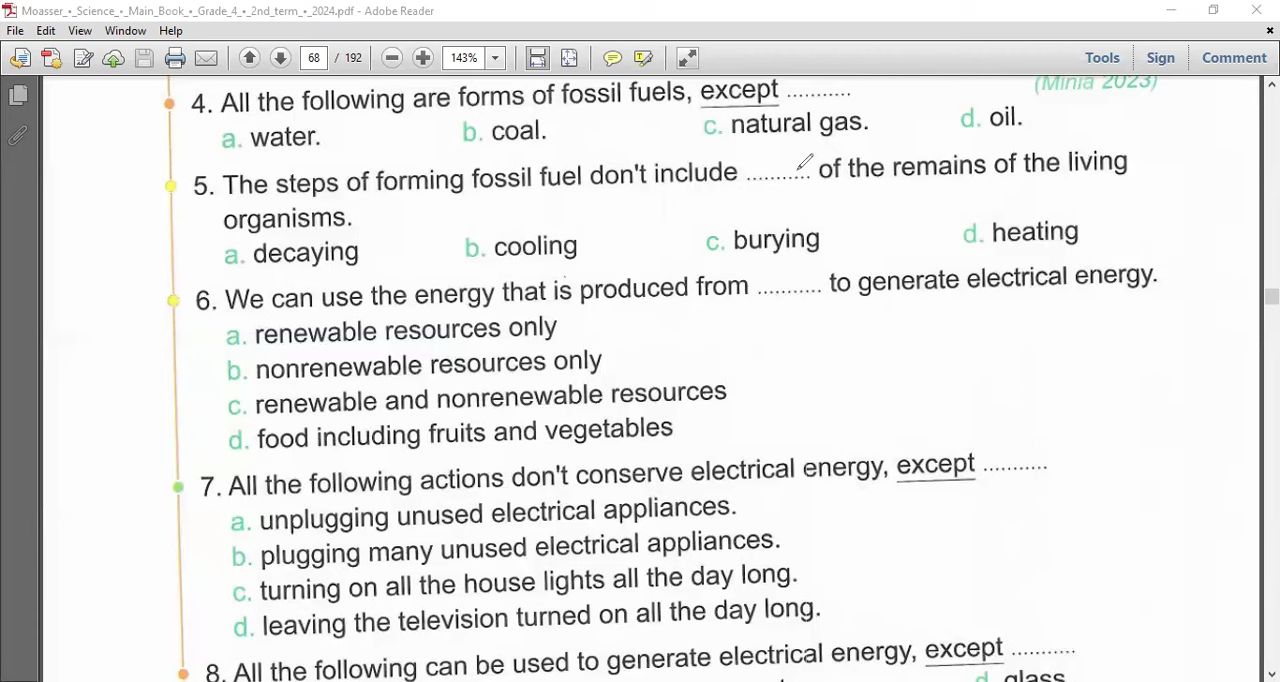 Moasser_•_Science_•_Main_Book_•_Grade_4_•_2nd_term_•_2024.pdf - Adobe Reader
File Edit View Window Help
68 / 192 143% Tools Sign Comment
(Minia 2023)
4. All the following are forms of fossil fuels, except ...........
a. water. b. coal. c. natural gas. d. oil.
5. The steps of forming fossil fuel don't include ........... of the remains of the living
organisms.
a. decaying b. cooling c. burying d. heating
6. We can use the energy that is produced from ........... to generate electrical energy.
a. renewable resources only
b. nonrenewable resources only
c. renewable and nonrenewable resources
d. food including fruits and vegetables
7. All the following actions don't conserve electrical energy, except ...........
a. unplugging unused electrical appliances.
b. plugging many unused electrical appliances.
c. turning on all the house lights all the day long.
d. leaving the television turned on all the day long.
8. All the following can be used to generate electrical energy, except ...........
d. glass